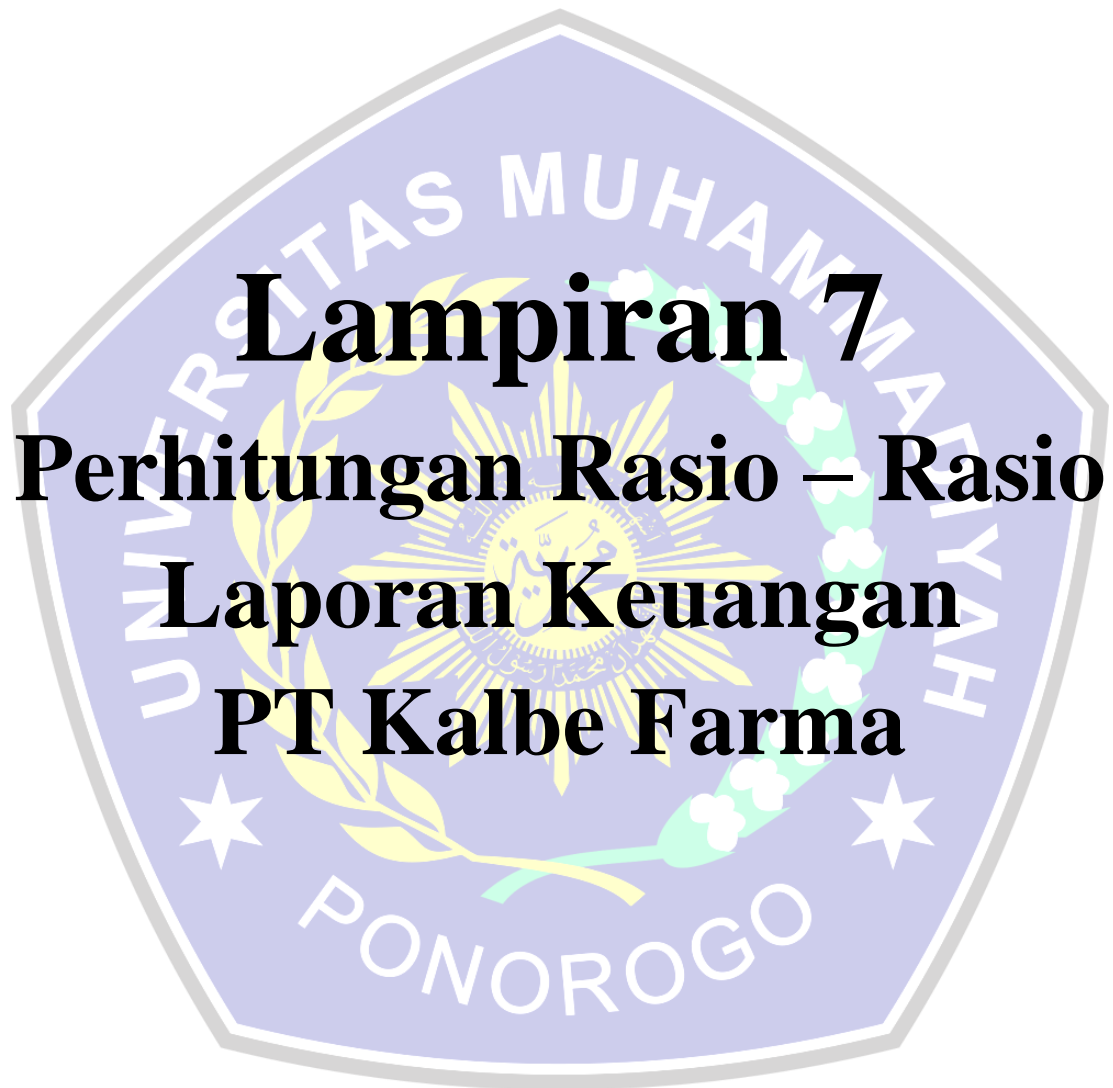 UNIVERSITAS MUHAMMADIYAH
Lampiran 7
Perhitungan Rasio – Rasio
Laporan Keuangan
PT Kalbe Farma
PONOROGO